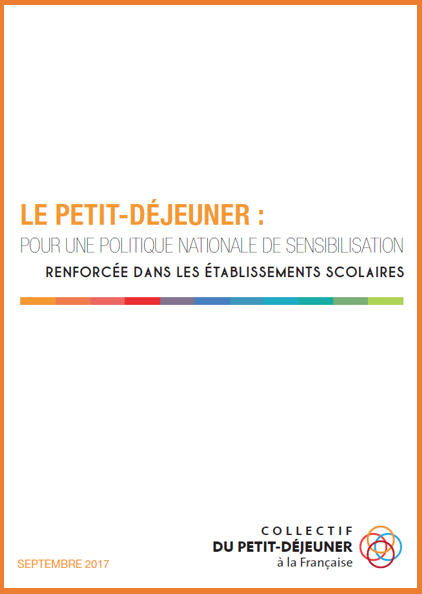 LE PETIT-DÉJEUNER :
POUR UNE POLITIQUE NATIONALE DE SENSIBILISATION
RENFORCÉE DANS LES ÉTABLISSEMENTS SCOLAIRES
COLLECTIF
DU PETIT-DÉJEUNER
à la Française
SEPTEMBRE 2017